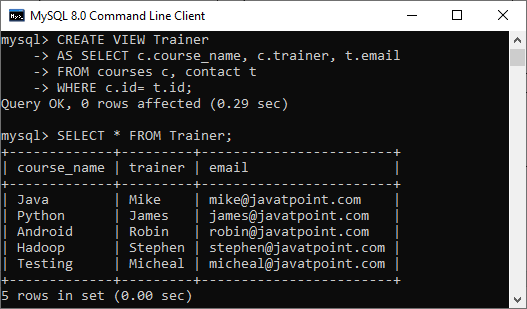 MySQL 8.0 Command Line Client
mysql> CREATE VIEW Trainer
    -> AS SELECT c.course_name, c.trainer, t.email
    -> FROM courses c, contact t
    -> WHERE c.id= t.id;
Query OK, 0 rows affected (0.29 sec)

mysql> SELECT * FROM Trainer;
+-------------+---------+------------------------+
| course_name | trainer | email                  |
+-------------+---------+------------------------+
| Java        | Mike    | mike@javatpoint.com    |
| Python      | James   | james@javatpoint.com   |
| Android     | Robin   | robin@javatpoint.com   |
| Hadoop      | Stephen | stephen@javatpoint.com |
| Testing     | Micheal | micheal@javatpoint.com |
+-------------+---------+------------------------+
5 rows in set (0.00 sec)